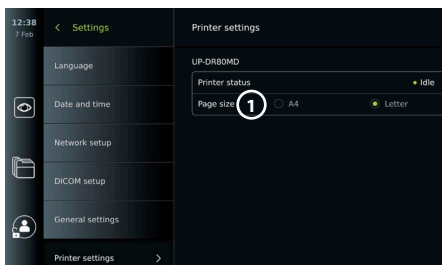 12:38
7 Feb
Settings
Language
Date and time
Network setup
DICOM setup
General settings
Printer settings
Printer settings
UP-DR80MD
Printer status
Idle
Page size 1 A4 Letter